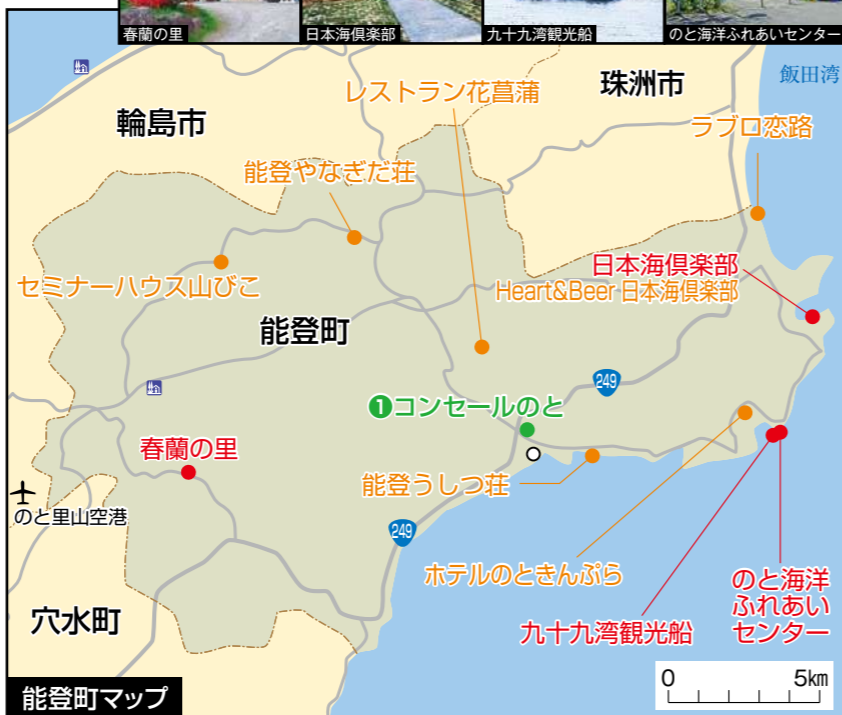 春蘭の里
日本海倶楽部
九十九湾観光船
のと海洋ふれあいセンター
飯田湾
珠洲市
レストラン花菖蒲
輪島市
ラブロ恋路
能登やなぎだ荘
日本海倶楽部
Heart&Beer 日本海倶楽部
セミナーハウス山びこ
能登町
249
❶コンセールのと
春蘭の里
能登うしつ荘
のと里山空港
249
ホテルのときんぷら
のと海洋
ふれあい
センター
九十九湾観光船
穴水町
0 5㎞
能登町マップ